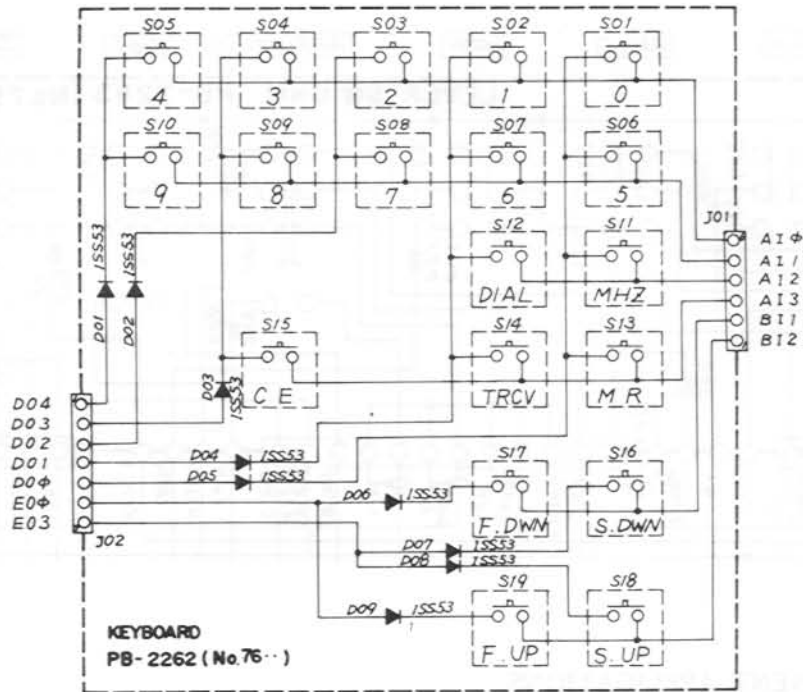 S05 S04 S03 S02 S01
4 3 2 1 0
S10 S09 S08 S07 S06
9 8 7 6 5
J01
S12 S11
AIφ
AI1
AI2
AI3
BI1
BI2
1SS53 1SS53
DIAL MHZ
D01 D02
S15 S14 S13
D03 1SS53
C.E TRCV M.R
D04
D03
D02
D01
D0φ
E0φ
E03
J02
D04 1SS53
D05 1SS53
S17 S16
D06 1SS53
F.DWN S.DWN
D07 1SS53
D08 1SS53
S19 S18
D09 1SS53
F.UP S.UP
KEYBOARD
PB-2262 (No.76··)